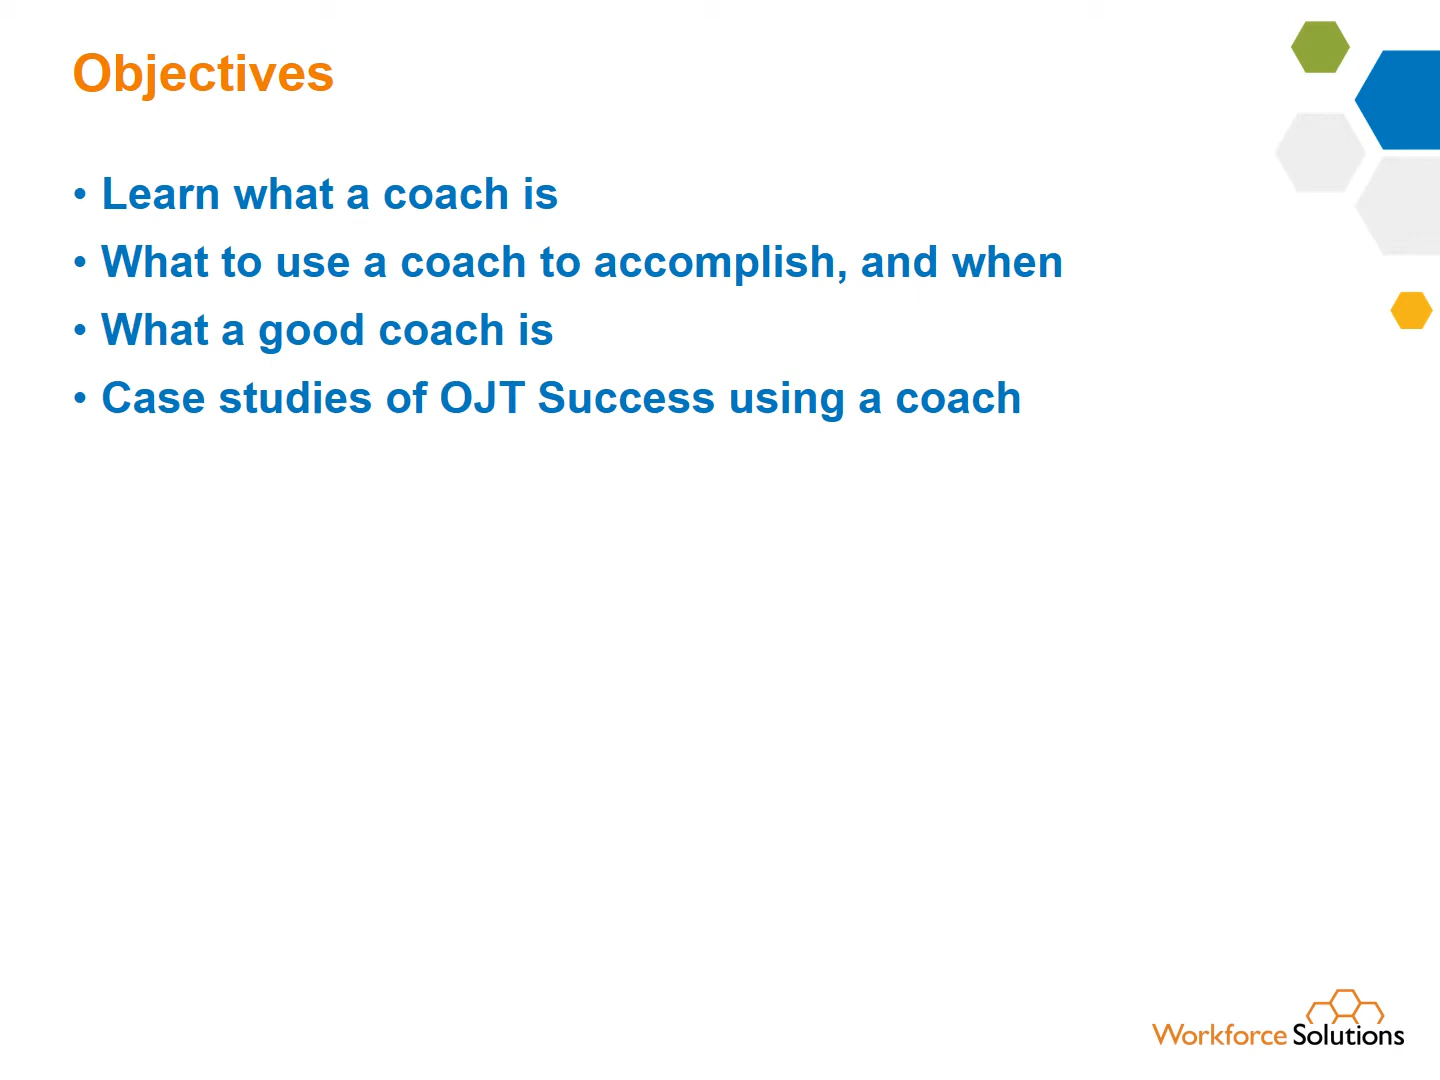 Objectives
• Learn what a coach is
• What to use a coach to accomplish, and when
• What a good coach is
• Case studies of OJT Success using a coach
Workforce Solutions